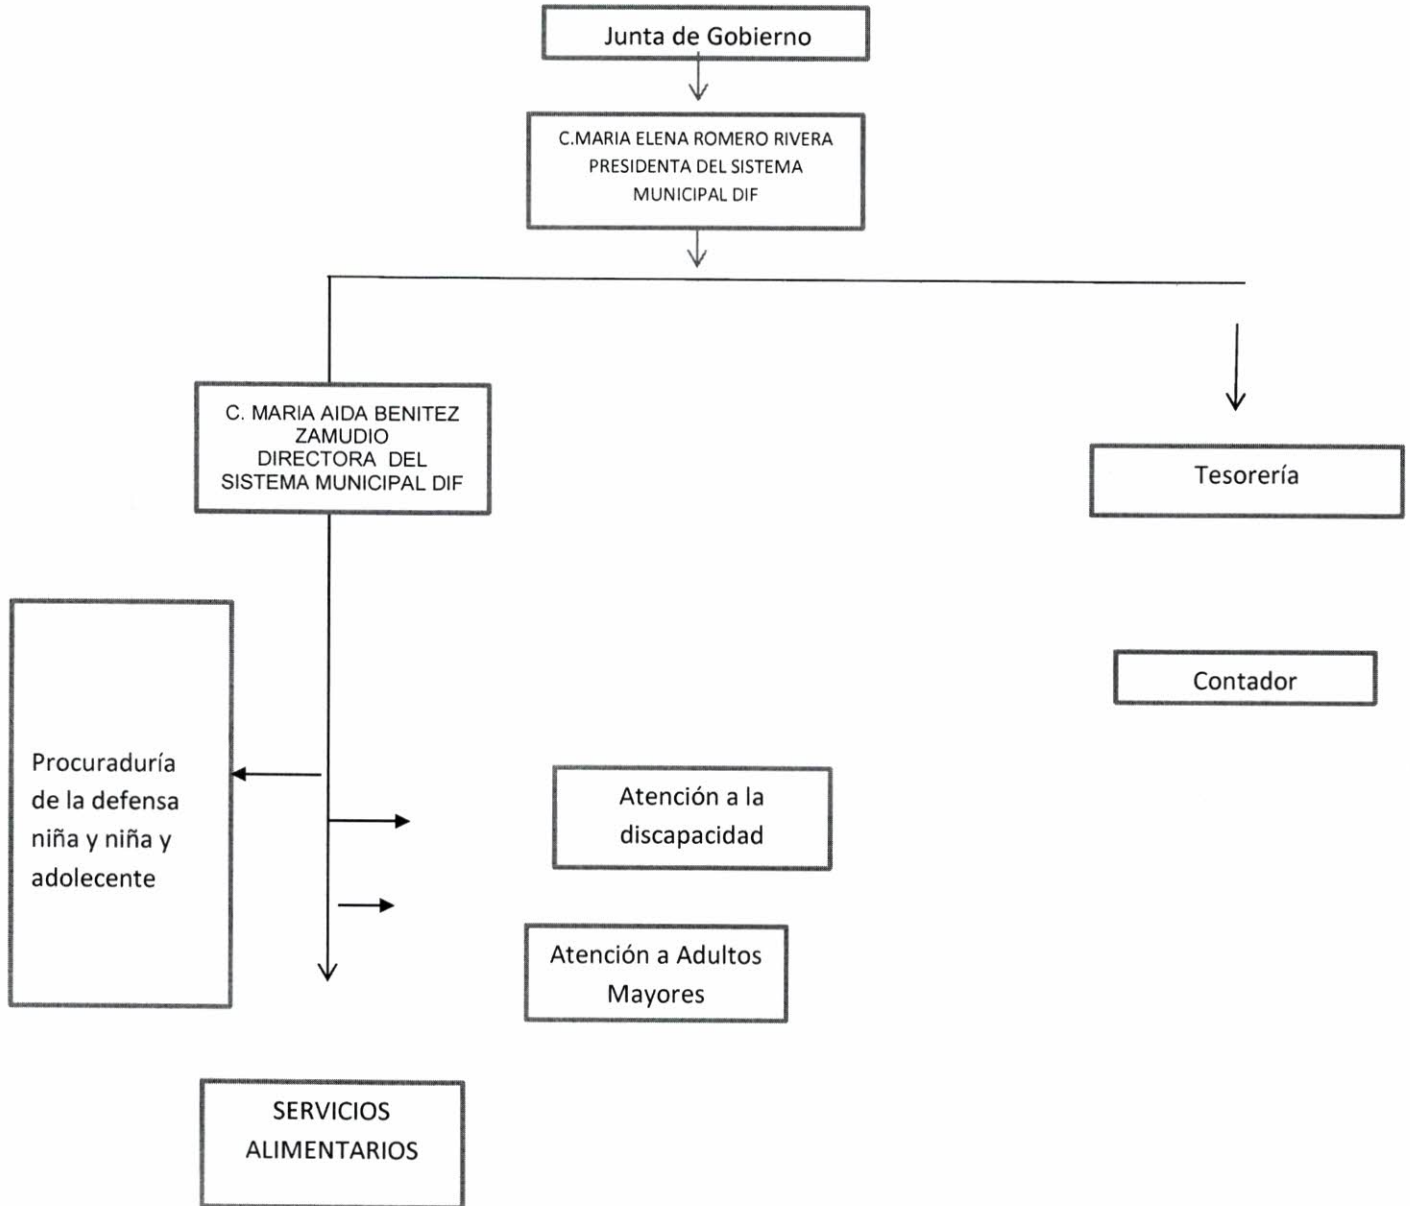 Junta de Gobierno
C.MARIA ELENA ROMERO RIVERA
PRESIDENTA DEL SISTEMA
MUNICIPAL DIF
C. MARIA AIDA BENITEZ
ZAMUDIO
DIRECTORA DEL
SISTEMA MUNICIPAL DIF
Tesorería
Contador
Procuraduría
de la defensa
niña y niña y
adolecente
Atención a la
discapacidad
Atención a Adultos
Mayores
SERVICIOS
ALIMENTARIOS